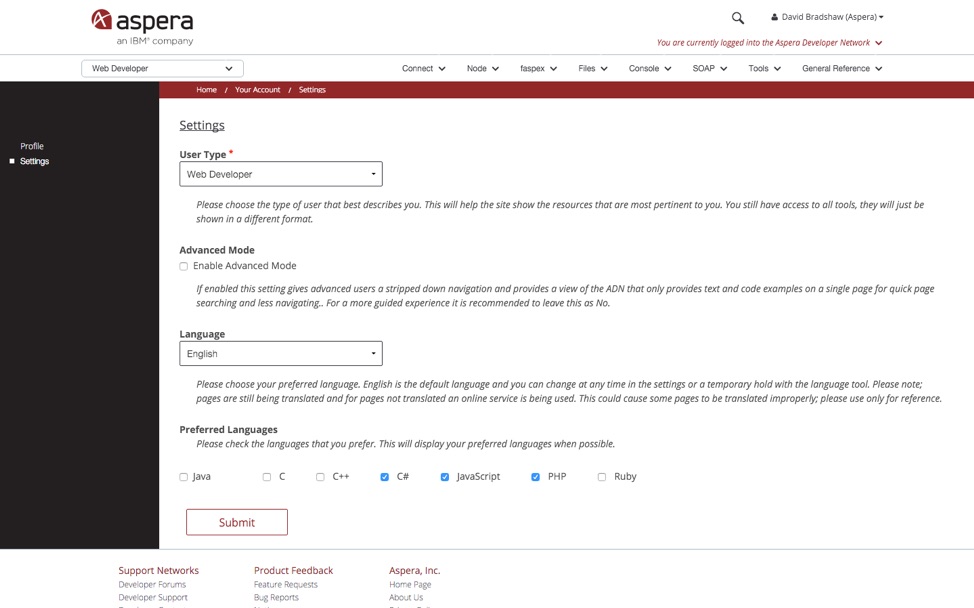 aspera
an IBM® company
David Bradshaw (Aspera)
You are currently logged into the Aspera Developer Network
Web Developer
Connect Node faspex Files Console SOAP Tools General Reference
Home / Your Account / Settings
Profile
Settings
Settings
User Type *
Web Developer
Please choose the type of user that best describes you. This will help the site show the resources that are most pertinent to you. You still have access to all tools, they will just be
shown in a different format.
Advanced Mode
Enable Advanced Mode
If enabled this setting gives advanced users a stripped down navigation and provides a view of the ADN that only provides text and code examples on a single page for quick page
searching and less navigating.. For a more guided experience it is recommended to leave this as No.
Language
English
Please choose your preferred language. English is the default language and you can change at any time in the settings or a temporary hold with the language tool. Please note;
pages are still being translated and for pages not translated an online service is being used. This could cause some pages to be translated improperly; please use only for reference.
Preferred Languages
Please check the languages that you prefer. This will display your preferred languages when possible.
Java C C++ C# JavaScript PHP Ruby
Submit
Support Networks Product Feedback Aspera, Inc.
Developer Forums Feature Requests Home Page
Developer Support Bug Reports About Us